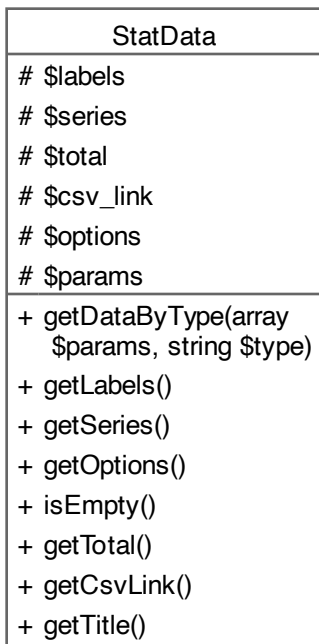 StatData
# $labels
# $series
# $total
# $csv_link
# $options
# $params
+ getDataByType(array
$params, string $type)
+ getLabels()
+ getSeries()
+ getOptions()
+ isEmpty()
+ getTotal()
+ getCsvLink()
+ getTitle()